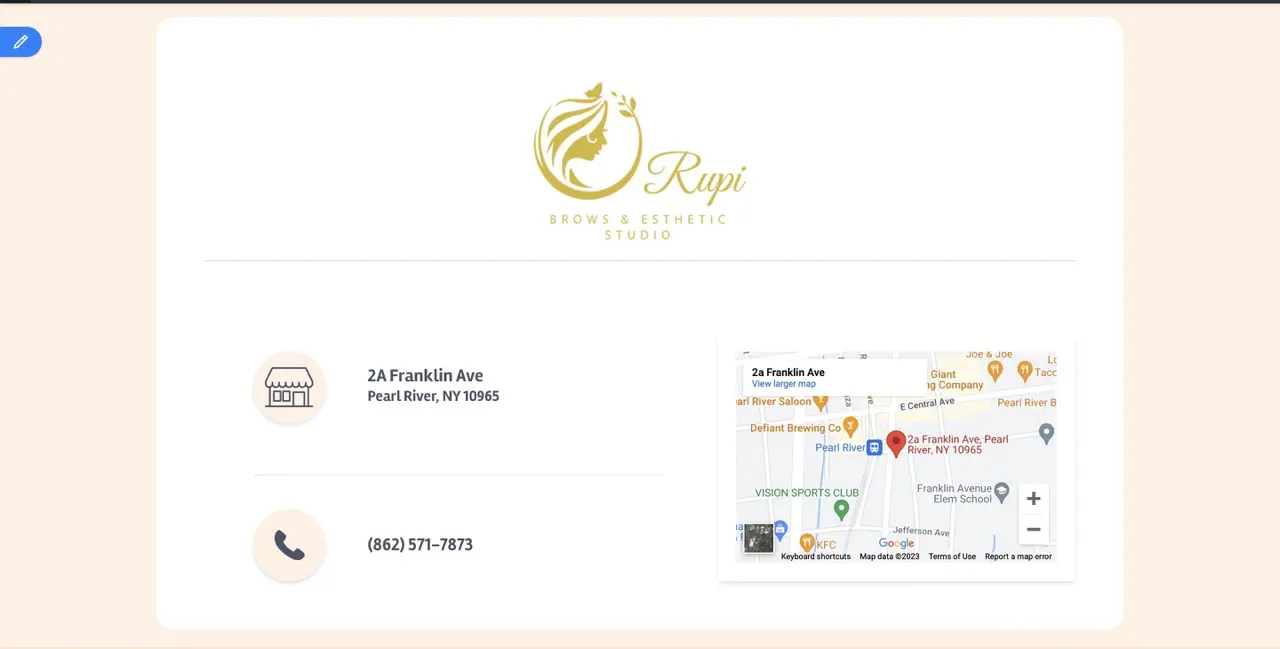 Rupi
BROWS & ESTHETIC
STUDIO
2A Franklin Ave
Pearl River, NY 10965
(862) 571-7873
2a Franklin Ave
View larger map
Joe & Joe
Giant
ng Company
Taco
earl River Saloon
E Central Ave
Pearl River B
Defiant Brewing Co
Pearl River
2a Franklin Ave, Pearl
River, NY 10965
VISION SPORTS CLUB
Franklin Avenue
Elem School
Jefferson Ave
KFC
Google
Keyboard shortcuts
Map data ©2023
Terms of Use
Report a map error